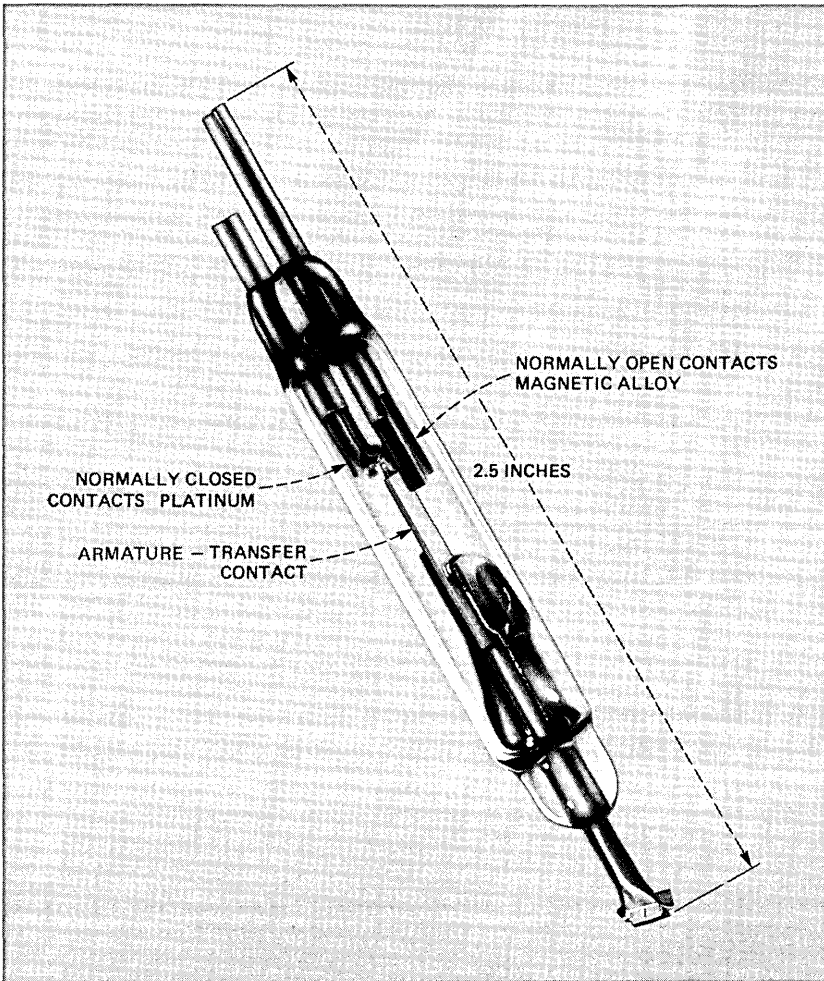 NORMALLY OPEN CONTACTS
MAGNETIC ALLOY
2.5 INCHES
NORMALLY CLOSED
CONTACTS PLATINUM
ARMATURE – TRANSFER
CONTACT